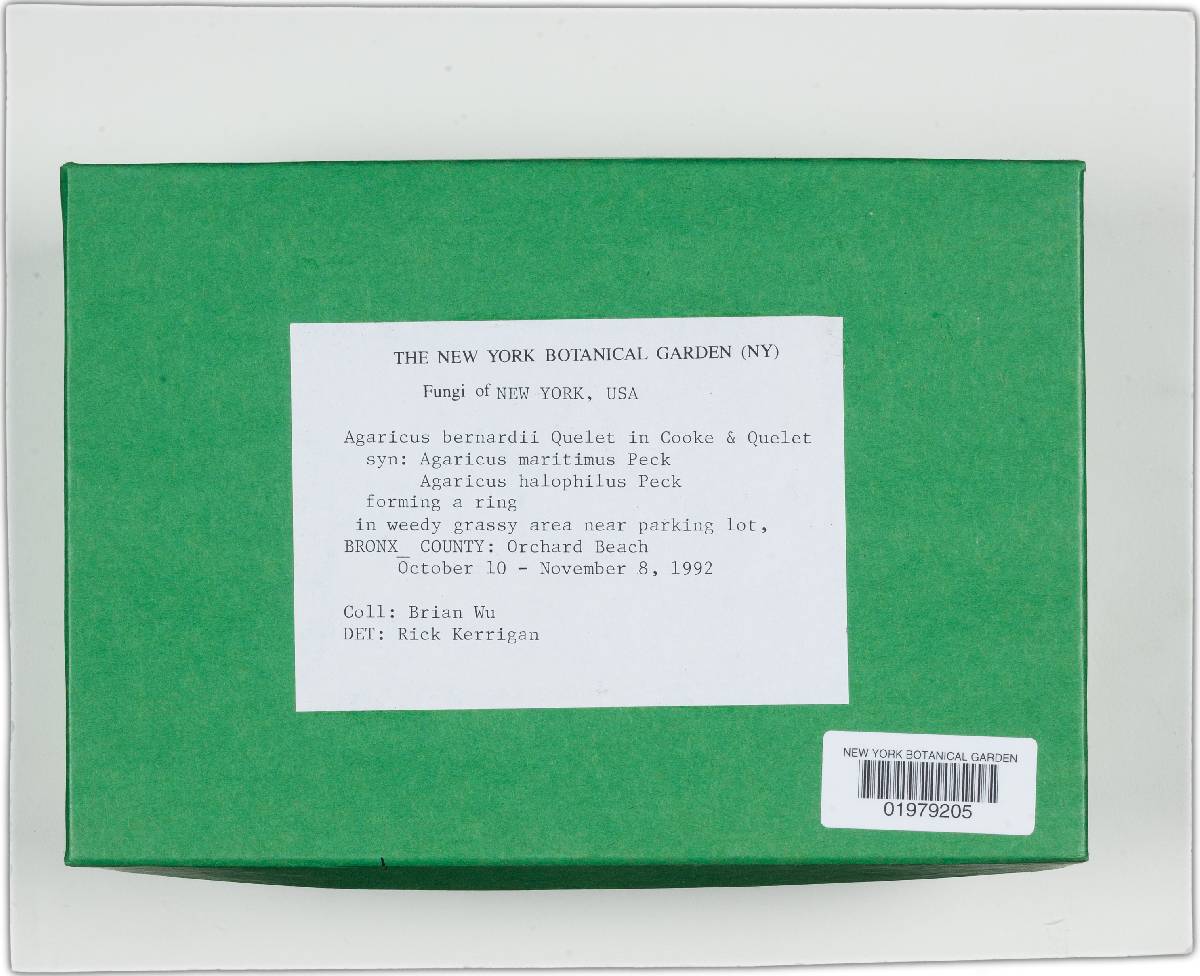 THE NEW YORK BOTANICAL GARDEN (NY)
Fungi of NEW YORK, USA
Agaricus bernardii Quelet in Cooke & Quelet
syn: Agaricus maritimus Peck
Agaricus halophilus Peck
forming a ring
in weedy grassy area near parking lot,
BRONX_ COUNTY: Orchard Beach
October 10 - November 8, 1992
Coll: Brian Wu
DET: Rick Kerrigan
NEW YORK BOTANICAL GARDEN
01979205